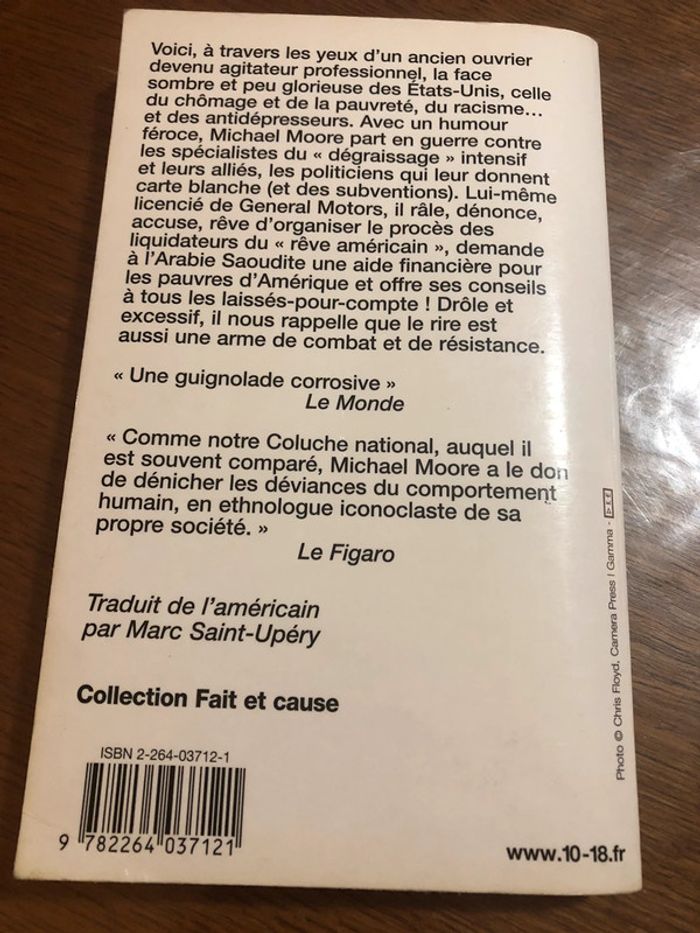 Voici, à travers les yeux d'un ancien ouvrier
devenu agitateur professionnel, la face
sombre et peu glorieuse des États-Unis, celle
du chômage et de la pauvreté, du racisme...
et des antidépresseurs. Avec un humour
féroce, Michael Moore part en guerre contre
les spécialistes du « dégraissage » intensif
et leurs alliés, les politiciens qui leur donnent
carte blanche (et des subventions). Lui-même
licencié de General Motors, il râle, dénonce,
accuse, rêve d'organiser le procès des
liquidateurs du « rêve américain », demande
à l'Arabie Saoudite une aide financière pour
les pauvres d'Amérique et offre ses conseils
à tous les laissés-pour-compte ! Drôle et
excessif, il nous rappelle que le rire est
aussi une arme de combat et de résistance.
« Une guignolade corrosive »
Le Monde
« Comme notre Coluche national, auquel il
est souvent comparé, Michael Moore a le don
de dénicher les déviances du comportement
humain, en ethnologue iconoclaste de sa
propre société. »
Le Figaro
Traduit de l'américain
par Marc Saint-Upéry
Collection Fait et cause
ISBN 2-264-03712-1
9 782264 037121
www.10-18.fr
Photo © Chris Floyd, Camera Press / Gamma -